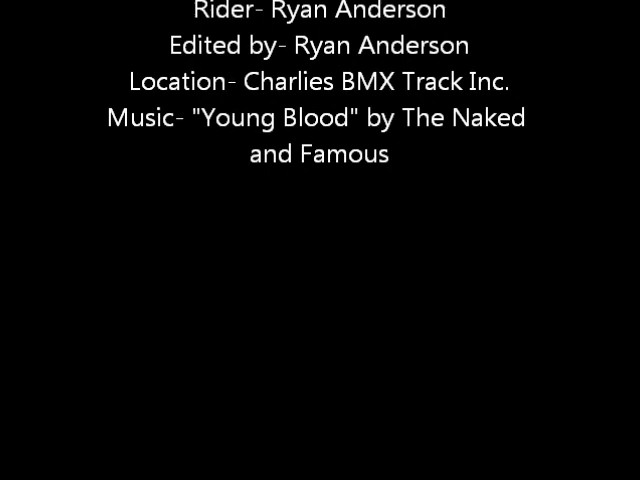 Rider- Ryan Anderson
Edited by- Ryan Anderson
Location- Charlies BMX Track Inc.
Music- "Young Blood" by The Naked
and Famous